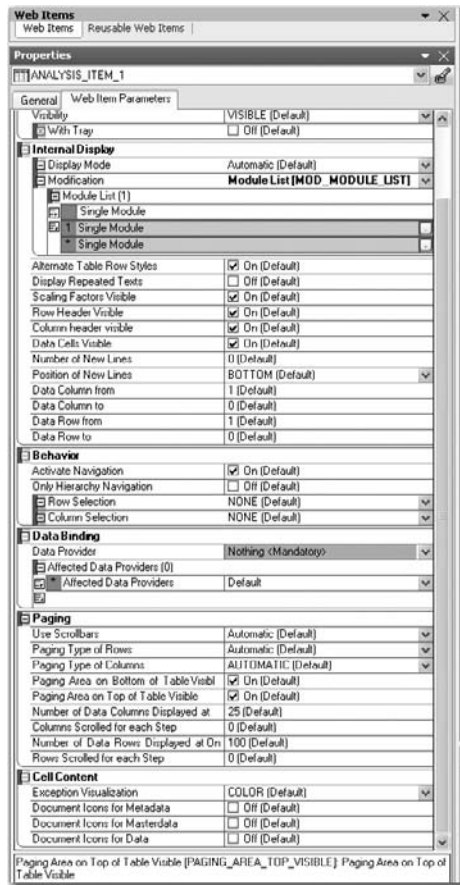 Web Items
Web Items Reusable Web Items
Properties
ANALYSIS_ITEM_1
General Web Item Parameters
Visibility VISIBLE (Default)
With Tray Off (Default)
Internal Display
Display Mode Automatic (Default)
Modification Module List [MOD_MODULE_LIST]
Module List (1)
Single Module
1 Single Module
* Single Module
Alternate Table Row Styles On (Default)
Display Repeated Texts Off (Default)
Scaling Factors Visible On (Default)
Row Header Visible On (Default)
Column header visible On (Default)
Data Cells Visible On (Default)
Number of New Lines 0 (Default)
Position of New Lines BOTTOM (Default)
Data Column from 1 (Default)
Data Column to 0 (Default)
Data Row from 1 (Default)
Data Row to 0 (Default)
Behavior
Activate Navigation On (Default)
Only Hierarchy Navigation Off (Default)
Row Selection NONE (Default)
Column Selection NONE (Default)
Data Binding
Data Provider Nothing <Mandatory>
Affected Data Providers (0)
* Affected Data Providers Default
Paging
Use Scrollbars Automatic (Default)
Paging Type of Rows Automatic (Default)
Paging Type of Columns AUTOMATIC (Default)
Paging Area on Bottom of Table Visibl On (Default)
Paging Area on Top of Table Visible On (Default)
Number of Data Columns Displayed at 25 (Default)
Columns Scrolled for each Step 0 (Default)
Number of Data Rows Displayed at On 100 (Default)
Rows Scrolled for each Step 0 (Default)
Cell Content
Exception Visualization COLOR (Default)
Document Icons for Metadata Off (Default)
Document Icons for Masterdata Off (Default)
Document Icons for Data Off (Default)
Paging Area on Top of Table Visible [PAGING_AREA_TOP_VISIBLE]: Paging Area on Top of
Table Visible